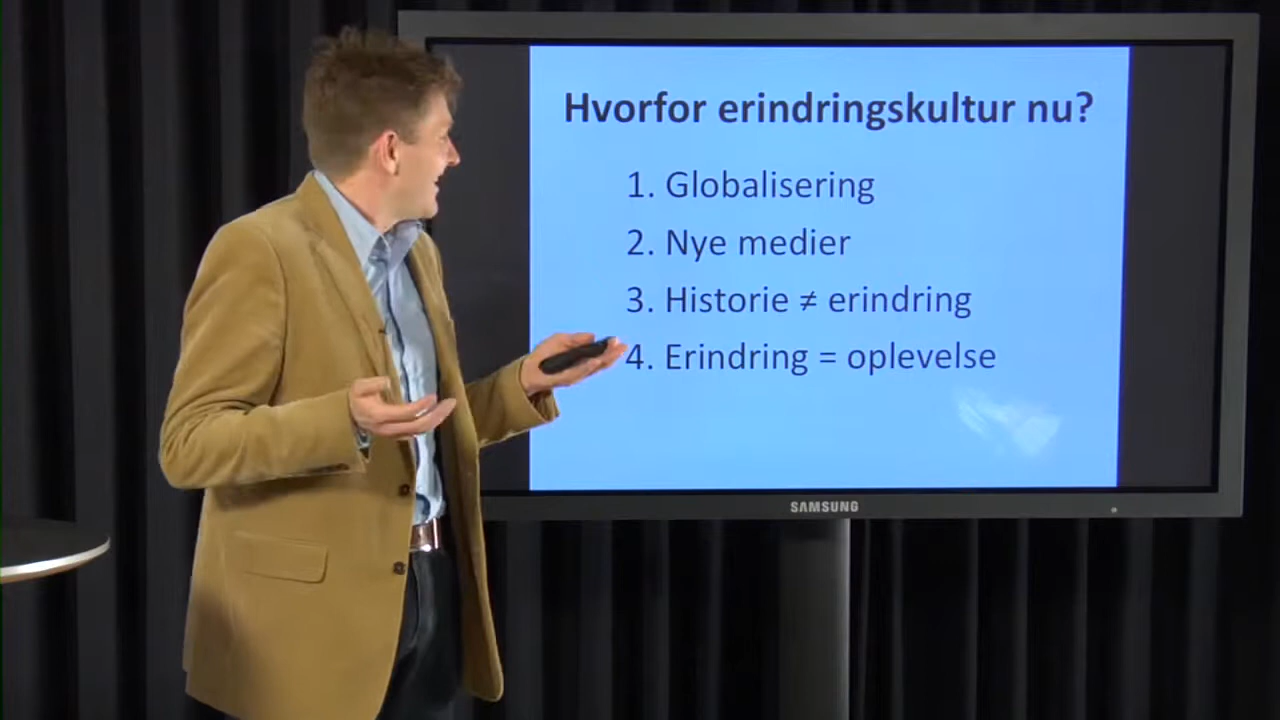 Hvorfor erindringskultur nu?
1. Globalisering
2. Nye medier
3. Historie ≠ erindring
4. Erindring = oplevelse
SAMSUNG